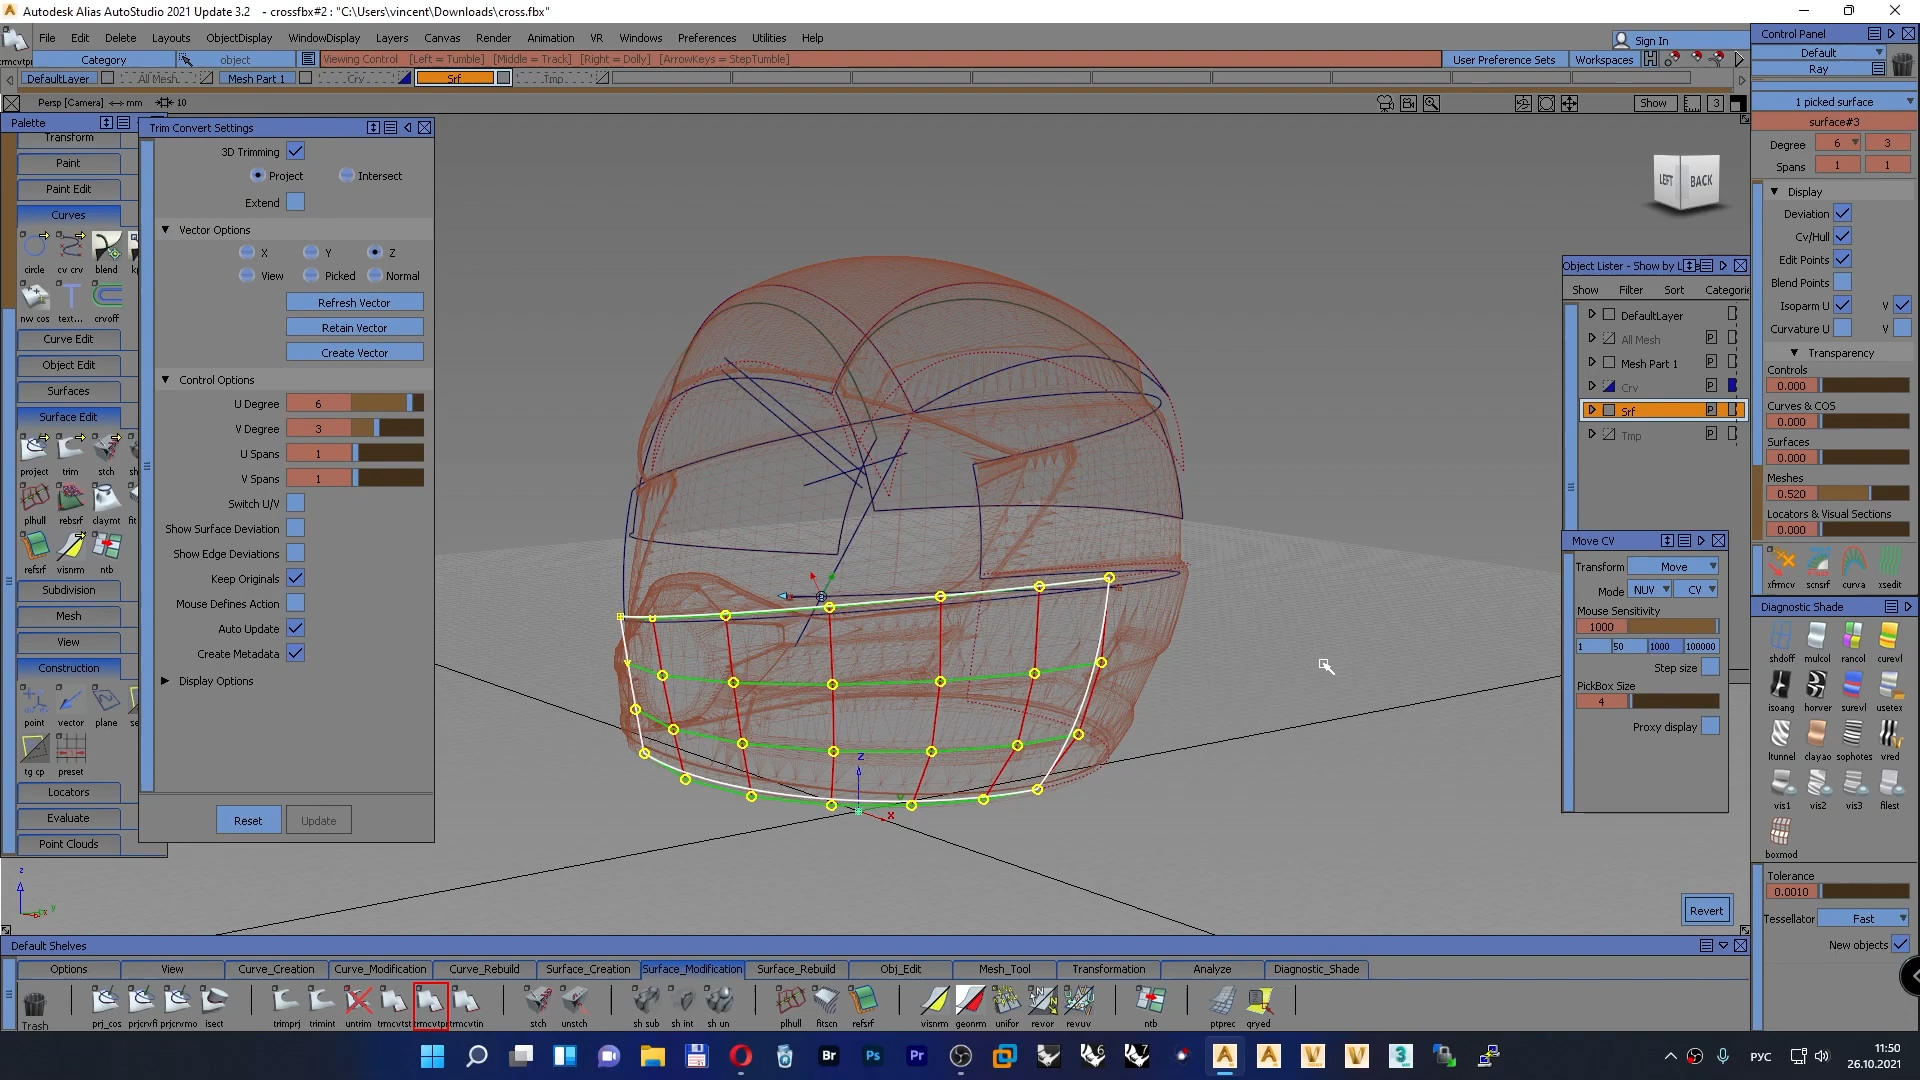 Autodesk Alias AutoStudio 2021 Update 3.2 - crossfbx#2 : "C:\Users\vincent\Downloads\cross.fbx"
File Edit Delete Layouts ObjectDisplay WindowDisplay Layers Canvas Render Animation VR Windows Preferences Utilities Help
Sign In
Category object Viewing Control [Left = Tumble] [Middle = Track] [Right = Dolly] [ArrowKeys = StepTumble] User Preference Sets Workspaces
DefaultLayer All Mesh Mesh Part 1 Crv Srf Tmp
Persp [Camera] mm 10 Show 3
Palette
Transform
Paint
Paint Edit
Curves
circle cv crv blend
nw cos text... crvoff
Curve Edit
Object Edit
Surfaces
Surface Edit
project trim stch
plhull rebsrf claymt
refsrf visnrm ntb
Subdivision
Mesh
View
Construction
point vector plane
tg cp preset
Locators
Evaluate
Point Clouds
Trim Convert Settings
3D Trimming
Project Intersect
Extend
Vector Options
X Y Z
View Picked Normal
Refresh Vector
Retain Vector
Create Vector
Control Options
U Degree 6
V Degree 3
U Spans 1
V Spans 1
Switch U/V
Show Surface Deviation
Show Edge Deviations
Keep Originals
Mouse Defines Action
Auto Update
Create Metadata
Display Options
Reset Update
LEFT BACK
Z
X
Object Lister - Show by L
Show Filter Sort Categorie
DefaultLayer
All Mesh P
Mesh Part 1 P
Crv P
Srf P
Tmp P
Move CV
Transform Move
Mode NUV CV
Mouse Sensitivity
1000
1 50 1000 100000
Step size
PickBox Size
4
Proxy display
Revert
Control Panel
Default
Ray
1 picked surface
surface#3
Degree 6 3
Spans 1 1
Display
Deviation
Cv/Hull
Edit Points
Blend Points
Isoparm U V
Curvature U V
Transparency
Controls
0.000
Curves & COS
0.000
Surfaces
0.000
Meshes
0.520
Locators & Visual Sections
0.000
xfrmcv scnsrf curva xsedit
Diagnostic Shade
shdoff mulcol rancol curevl
isoang horver surevl usetex
ltunnel clayao sophotes vred
vis1 vis2 vis3 filest
boxmod
Tolerance
0.0010
Tessellator Fast
New objects
Default Shelves
Options View Curve_Creation Curve_Modification Curve_Rebuild Surface_Creation Surface_Modification Surface_Rebuild Obj_Edit Mesh_Tool Transformation Analyze Diagnostic_Shade
Trash prj_cos prjcrvfi prjcrvmo isect trimprj trimint untrim trmcvtst trmcvtpr trmcvtin stch unstch sh sub sh int sh un plhull fitscn refsrf visnrm geonrm unifor revor revuv ntb ptprec qryed
Br Ps Pr 6 7 3 РУС
11:50
26.10.2021